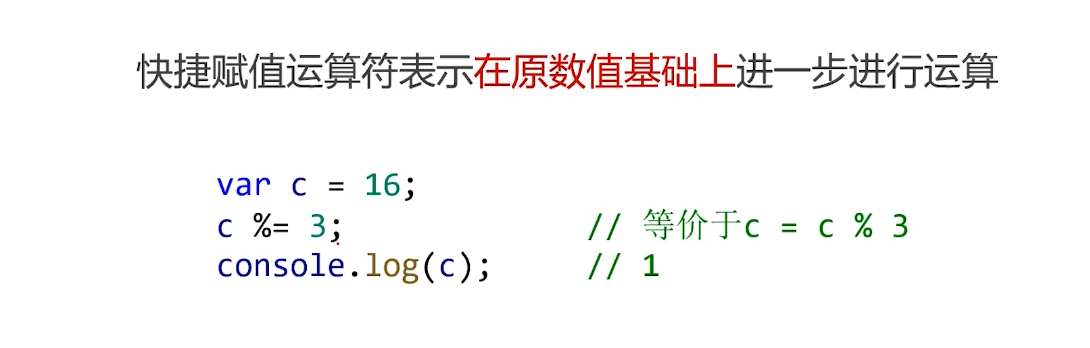 快捷赋值运算符表示在原数值基础上进一步进行运算
var c = 16;
c %= 3; // 等价于c = c % 3
console.log(c); // 1